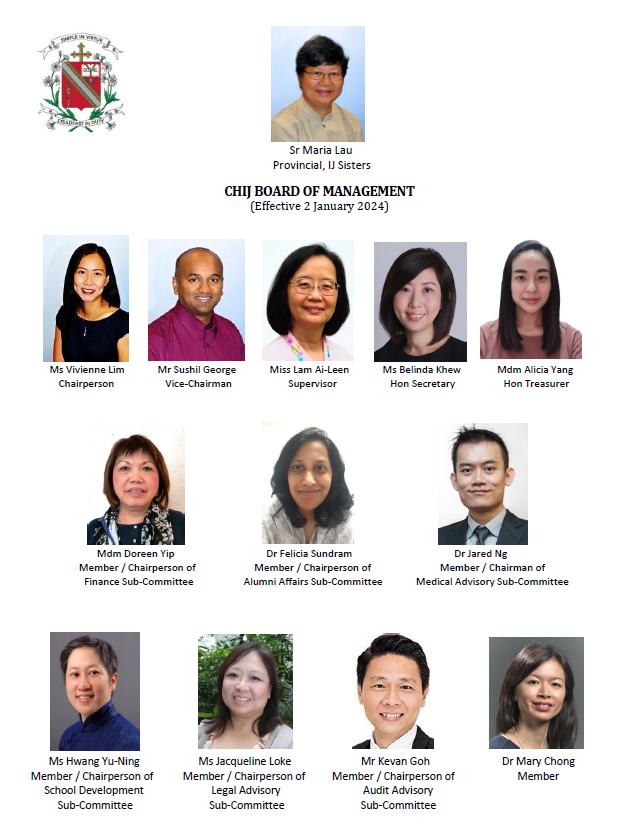 SIMPLE IN VIRTUE
STEADFAST IN DUTY
Sr Maria Lau
Provincial, IJ Sisters
CHIJ BOARD OF MANAGEMENT
(Effective 2 January 2024)
Ms Vivienne Lim
Chairperson
Mr Sushil George
Vice-Chairman
Miss Lam Ai-Leen
Supervisor
Ms Belinda Khew
Hon Secretary
Mdm Alicia Yang
Hon Treasurer
Mdm Doreen Yip
Member / Chairperson of
Finance Sub-Committee
Dr Felicia Sundram
Member / Chairperson of
Alumni Affairs Sub-Committee
Dr Jared Ng
Member / Chairman of
Medical Advisory Sub-Committee
Ms Hwang Yu-Ning
Member / Chairperson of
School Development
Sub-Committee
Ms Jacqueline Loke
Member / Chairperson of
Legal Advisory
Sub-Committee
Mr Kevan Goh
Member / Chairperson of
Audit Advisory
Sub-Committee
Dr Mary Chong
Member